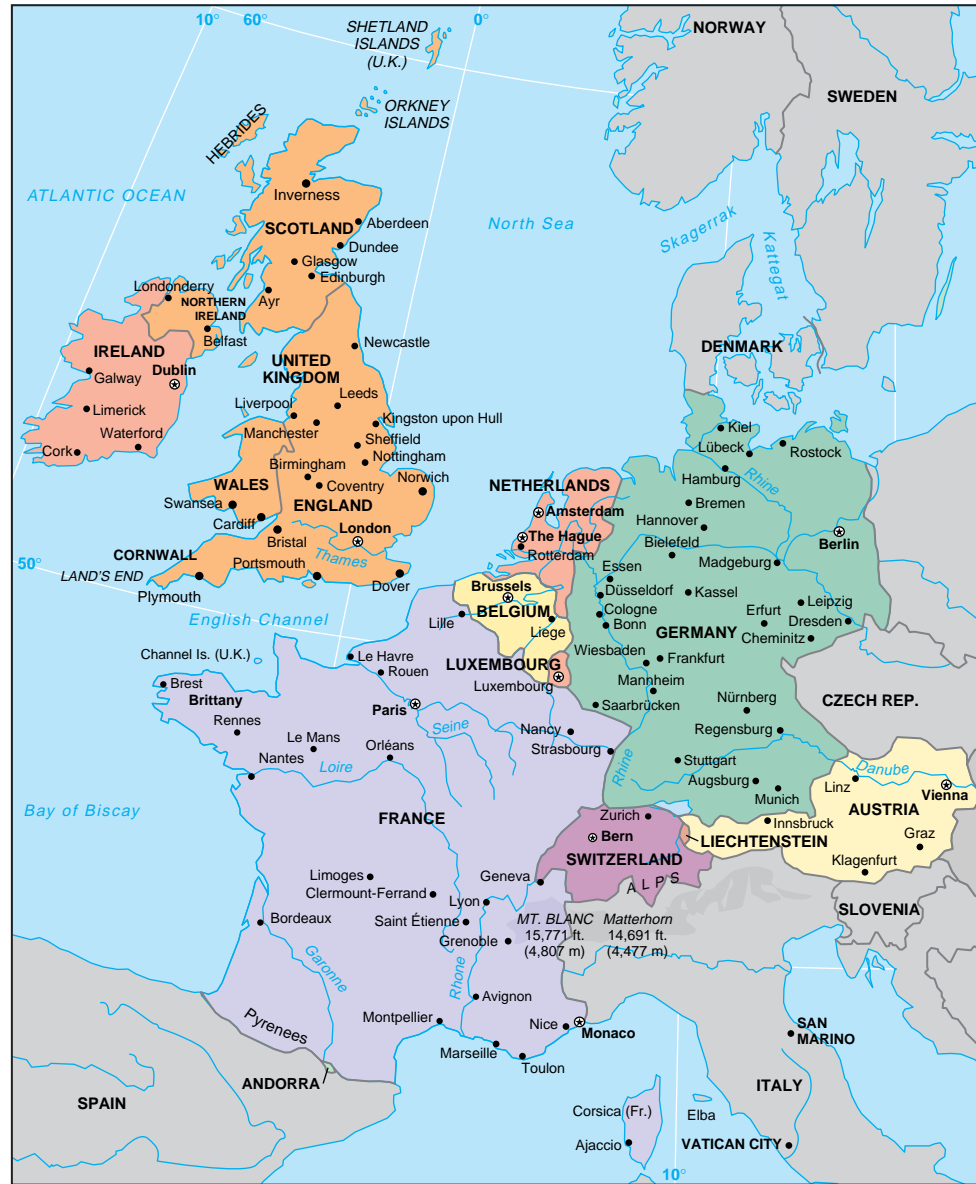 10°
60°
0°
SHETLAND
ISLANDS
(U.K.)
NORWAY
SWEDEN
ORKNEY
ISLANDS
HEBRIDES
ATLANTIC OCEAN
Inverness
North Sea
Aberdeen
SCOTLAND
Dundee
Glasgow
Edinburgh
Skagerrak
Kattegat
Londonderry
NORTHERN
IRELAND
Ayr
Belfast
Newcastle
DENMARK
IRELAND
Dublin
UNITED
KINGDOM
Galway
Leeds
Liverpool
Limerick
Kingston upon Hull
Manchester
Waterford
Sheffield
Cork
Nottingham
Kiel
Lübeck
Rostock
Birmingham
Hamburg
Rhine
Coventry
Norwich
NETHERLANDS
WALES
ENGLAND
Bremen
Swansea
Amsterdam
Cardiff
London
Hannover
The Hague
Berlin
Bristal
Rotterdam
Bielefeld
CORNWALL
Portsmouth
Thames
Essen
Madgeburg
50°
LAND'S END
Plymouth
Dover
Brussels
Düsseldorf
Kassel
BELGIUM
Cologne
Erfurt
Leipzig
English Channel
Lille
Liege
Bonn
GERMANY
Dresden
Cheminitz
Channel Is. (U.K.)
Le Havre
Wiesbaden
Frankfurt
LUXEMBOURG
Rouen
Luxembourg
Mannheim
Brest
Brittany
Paris
Saarbrücken
Nürnberg
CZECH REP.
Rennes
Seine
Nancy
Regensburg
Le Mans
Orléans
Strasbourg
Nantes
Loire
Rhine
Stuttgart
Danube
Augsburg
Linz
Vienna
Munich
Bay of Biscay
AUSTRIA
FRANCE
Zurich
Innsbruck
Bern
LIECHTENSTEIN
Graz
SWITZERLAND
Klagenfurt
Limoges
Geneva
ALPS
Clermount-Ferrand
Lyon
SLOVENIA
Bordeaux
Saint Étienne
MT. BLANC
15,771 ft.
(4,807 m)
Matterhorn
14,691 ft.
(4,477 m)
Grenoble
Garonne
Rhone
Avignon
Pyrenees
Montpellier
Nice
Monaco
SAN
MARINO
Marseille
Toulon
ANDORRA
SPAIN
ITALY
Corsica (Fr.)
Elba
Ajaccio
VATICAN CITY
10°